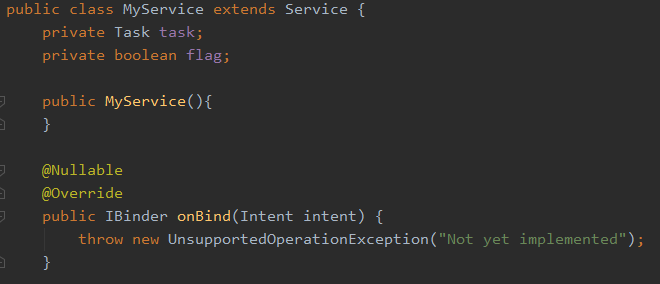 public class MyService extends Service {
private Task task;
private boolean flag;
public MyService(){
}
@Nullable
@Override
public IBinder onBind(Intent intent) {
throw new UnsupportedOperationException("Not yet implemented");
}